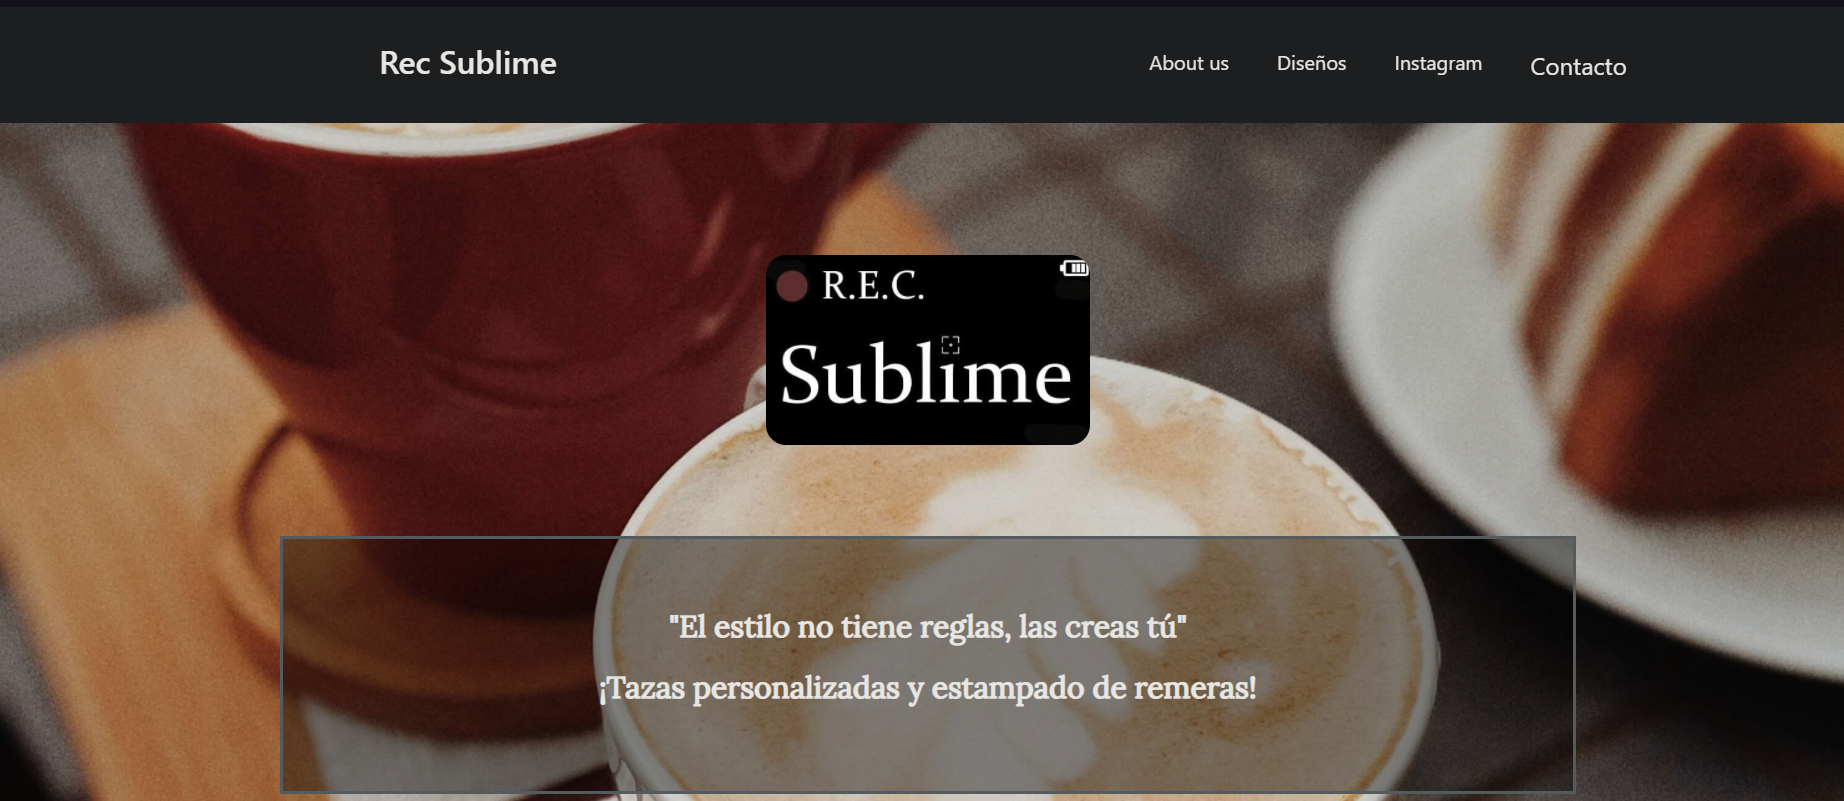 Rec Sublime
About us
Diseños
Instagram
Contacto
R.E.C.
Sublime
"El estilo no tiene reglas, las creas tú"
¡Tazas personalizadas y estampado de remeras!